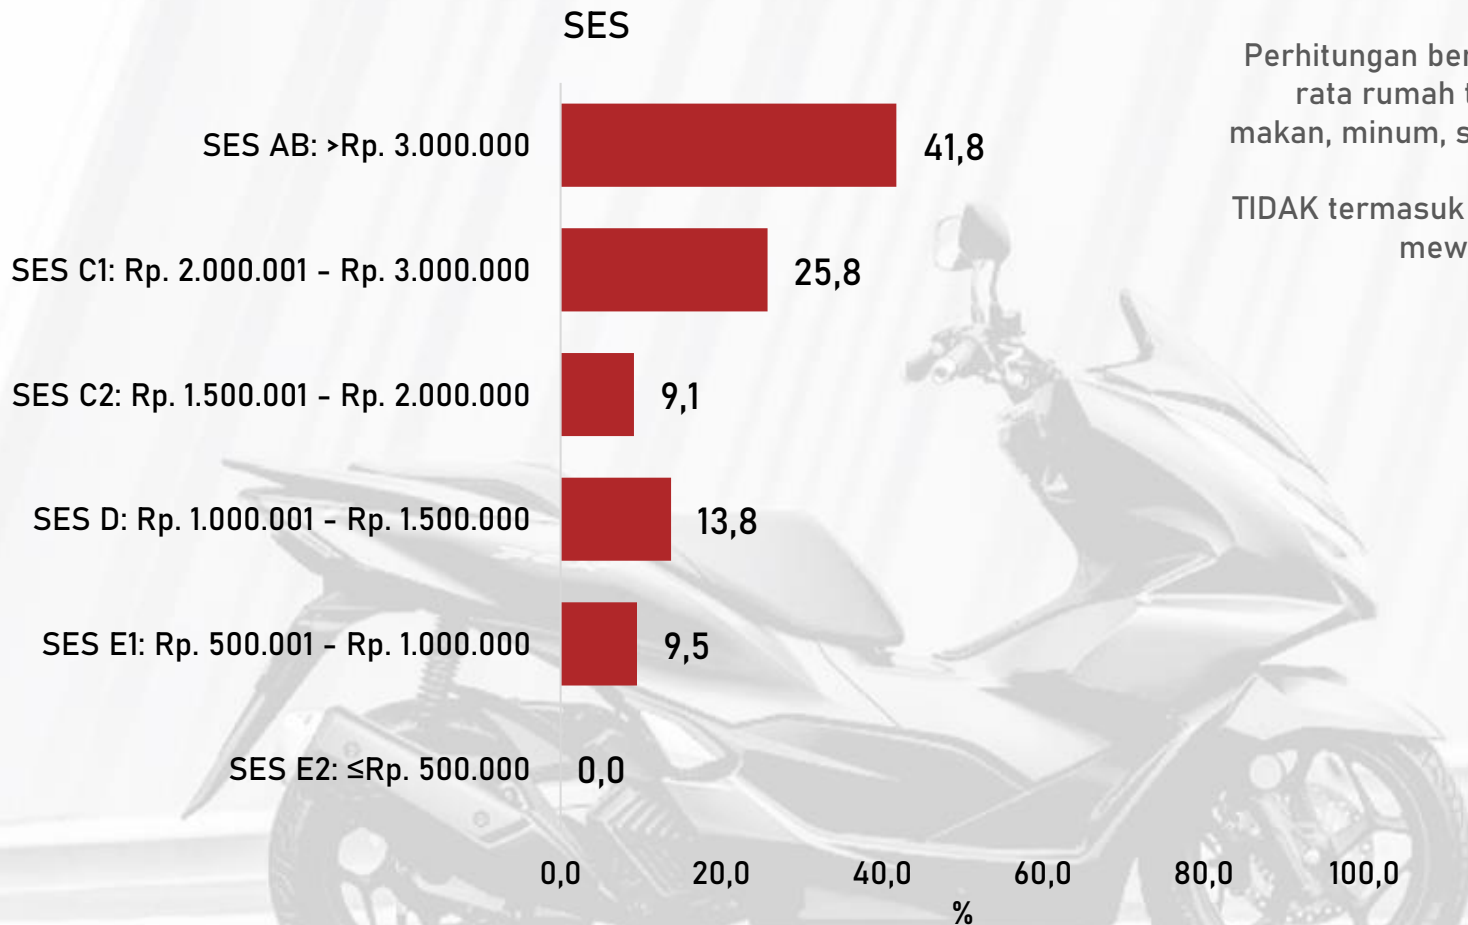 SES
SES AB: >Rp. 3.000.000
41,8
SES C1: Rp. 2.000.001 - Rp. 3.000.000
25,8
SES C2: Rp. 1.500.001 - Rp. 2.000.000
9,1
SES D: Rp. 1.000.001 - Rp. 1.500.000
13,8
SES E1: Rp. 500.001 - Rp. 1.000.000
9,5
SES E2: ≤Rp. 500.000
0,0
0,0 20,0 40,0 60,0 80,0 100,0
%
Perhitungan
rata rumah
makan, minum,
TIDAK termasuk